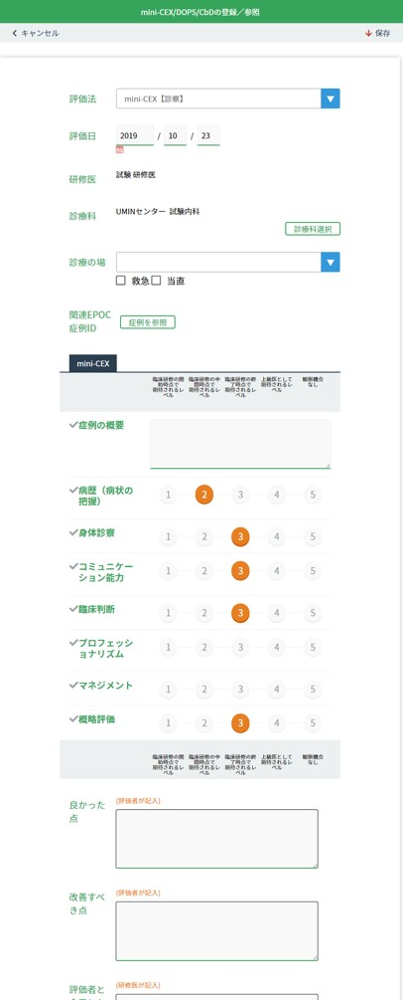 mini-CEX/DOPS/CbDの登録／参照
キャンセル
保存
評価法
mini-CEX【診察】
評価日
2019 / 10 / 23
研修医
試験 研修医
診療科
UMINセンター 試験内科
診療科選択
診療の場
救急 当直
関連EPOC
症例ID
症例を参照
mini-CEX
臨床研修の開
始時点で
期待されるレ
ベル
臨床研修の中
間時点で
期待されるレ
ベル
臨床研修の終
了時点で
期待されるレ
ベル
上級医として
期待されるレ
ベル
観察機会
なし
症例の概要
病歴（病状の
把握）
1 2 3 4 5
身体診察
1 2 3 4 5
コミュニケー
ション能力
1 2 3 4 5
臨床判断
1 2 3 4 5
プロフェッシ
ョナリズム
1 2 3 4 5
マネジメント
1 2 3 4 5
概略評価
1 2 3 4 5
臨床研修の開
始時点で
期待されるレ
ベル
臨床研修の中
間時点で
期待されるレ
ベル
臨床研修の終
了時点で
期待されるレ
ベル
上級医として
期待されるレ
ベル
観察機会
なし
良かった
点
(評価者が記入)
改善すべ
き点
(評価者が記入)
評価者と
(研修医が記入)